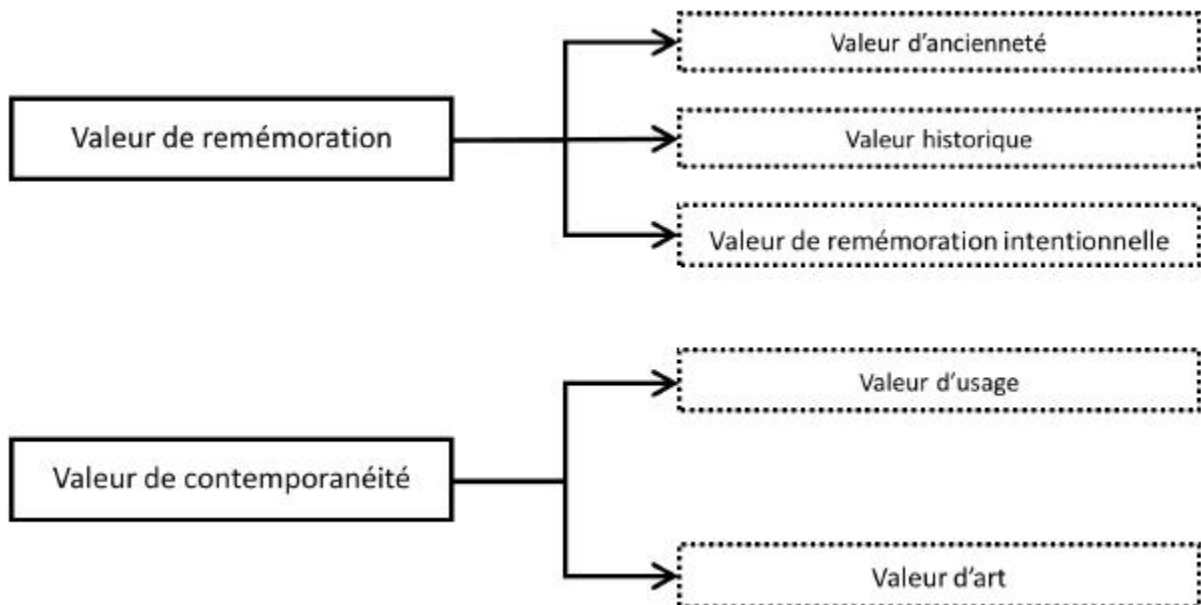 Valeur d’ancienneté
Valeur de remémoration
Valeur historique
Valeur de remémoration intentionnelle
Valeur d’usage
Valeur de contemporanéité
Valeur d’art